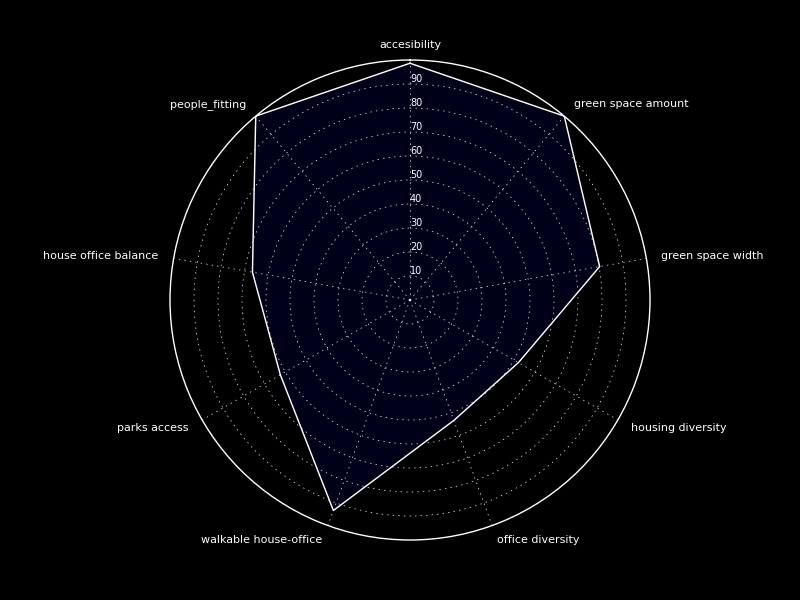 accesibility
90
people_fitting
green space amount
80
70
60
50
40
30
house office balance
green space width
20
10
parks access
housing diversity
walkable house-office
office diversity